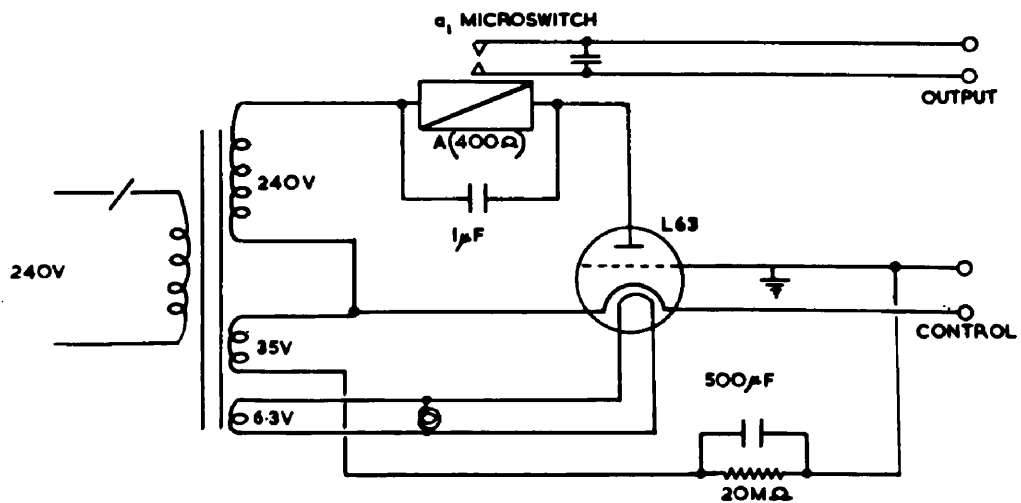 a₁ MICROSWITCH
OUTPUT
A(400Ω)
240V
1μF
L63
240V
CONTROL
35V
500μF
6·3V
20MΩ